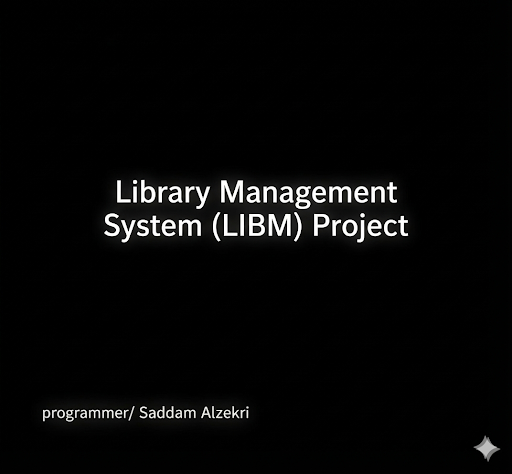 Library Management
System (LIBM) Project
programmer/ Saddam Alzekri